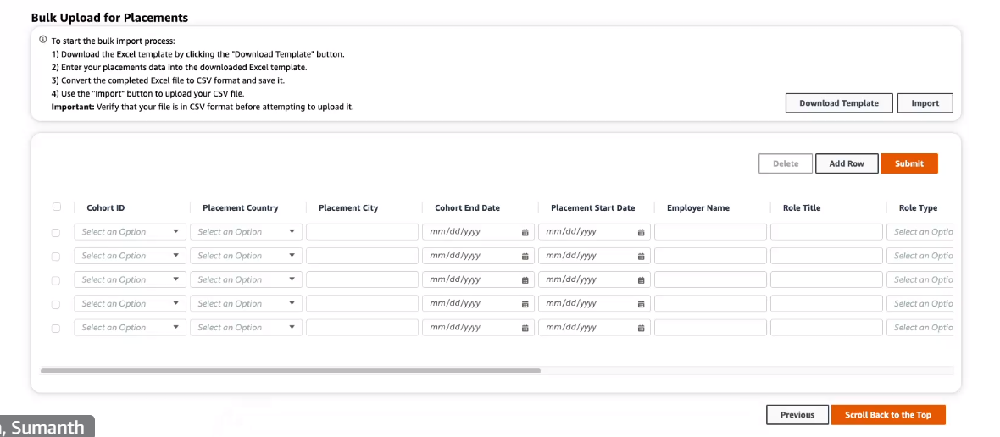 Bulk Upload for Placements
To start the bulk import process:
1) Download the Excel template by clicking the "Download Template" button.
2) Enter your placements data into the downloaded Excel template.
3) Convert the completed Excel file to CSV format and save it.
4) Use the "Import" button to upload your CSV file.
Important: Verify that your file is in CSV format before attempting to upload it.
Download Template Import
Delete Add Row Submit
Cohort ID Placement Country Placement City Cohort End Date Placement Start Date Employer Name Role Title Role Type
Select an Option Select an Option mm/dd/yyyy mm/dd/yyyy Select an Optio
Select an Option Select an Option mm/dd/yyyy mm/dd/yyyy Select an Optio
Select an Option Select an Option mm/dd/yyyy mm/dd/yyyy Select an Optio
Select an Option Select an Option mm/dd/yyyy mm/dd/yyyy Select an Optio
Select an Option Select an Option mm/dd/yyyy mm/dd/yyyy Select an Optio
Previous Scroll Back to the Top
, Sumanth